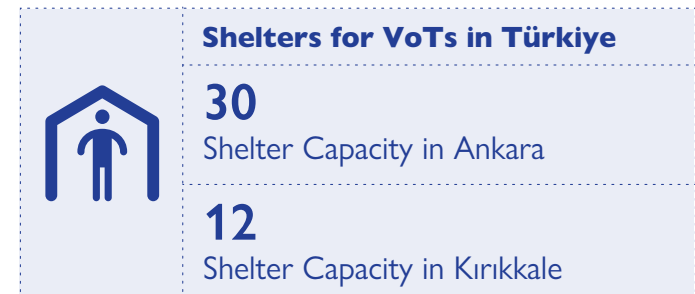 Shelters for VoTs in Türkiye
30
Shelter Capacity in Ankara
12
Shelter Capacity in Kırıkkale